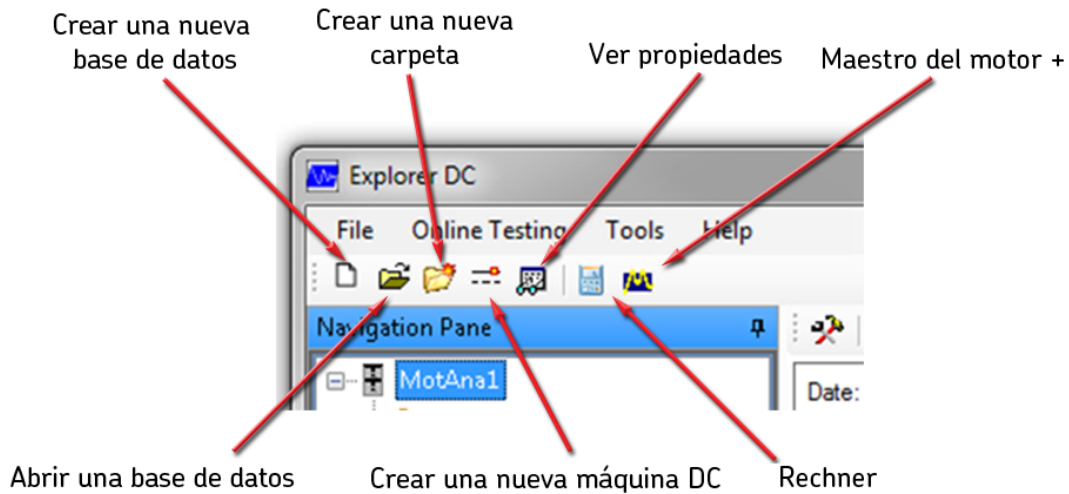 Crear una nueva
base de datos
Crear una nueva
carpeta
Ver propiedades
Maestro del motor +
Explorer DC
File Online Testing Tools Help
Navigation Pane
MotAna1
Date:
Abrir una base de datos
Crear una nueva máquina DC
Rechner